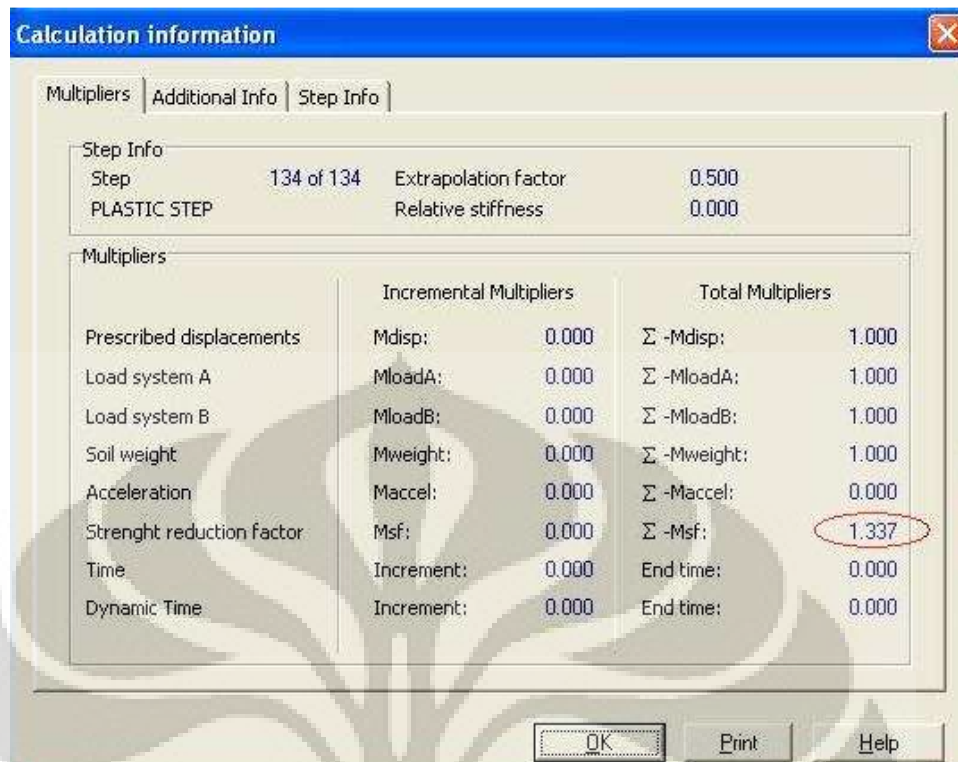 Calculation information
Multipliers Additional Info Step Info
Step Info
Step 134 of 134 Extrapolation factor 0.500
PLASTIC STEP Relative stiffness 0.000
Multipliers
Incremental Multipliers Total Multipliers
Prescribed displacements Mdisp: 0.000 Σ -Mdisp: 1.000
Load system A MloadA: 0.000 Σ -MloadA: 1.000
Load system B MloadB: 0.000 Σ -MloadB: 1.000
Soil weight Mweight: 0.000 Σ -Mweight: 1.000
Acceleration Maccel: 0.000 Σ -Maccel: 0.000
Strenght reduction factor Msf: 0.000 Σ -Msf: 1.337
Time Increment: 0.000 End time: 0.000
Dynamic Time Increment: 0.000 End time: 0.000
OK Print Help